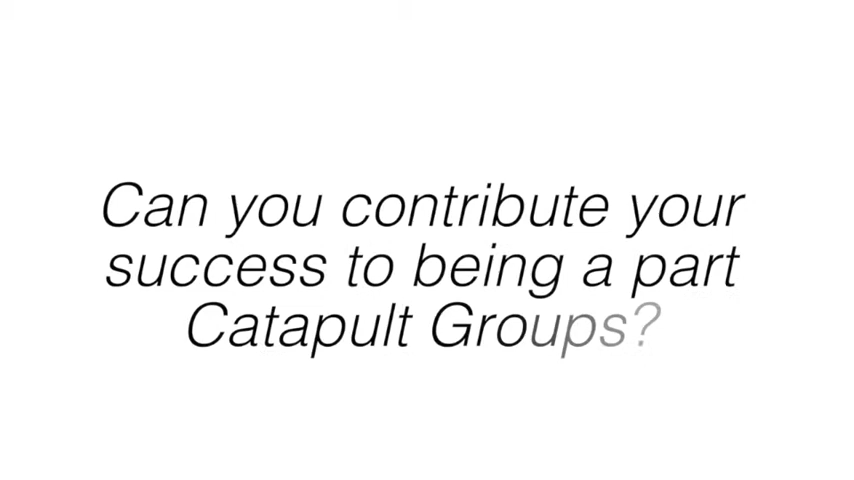 Can you contribute your
success to being a part
Catapult Groups?